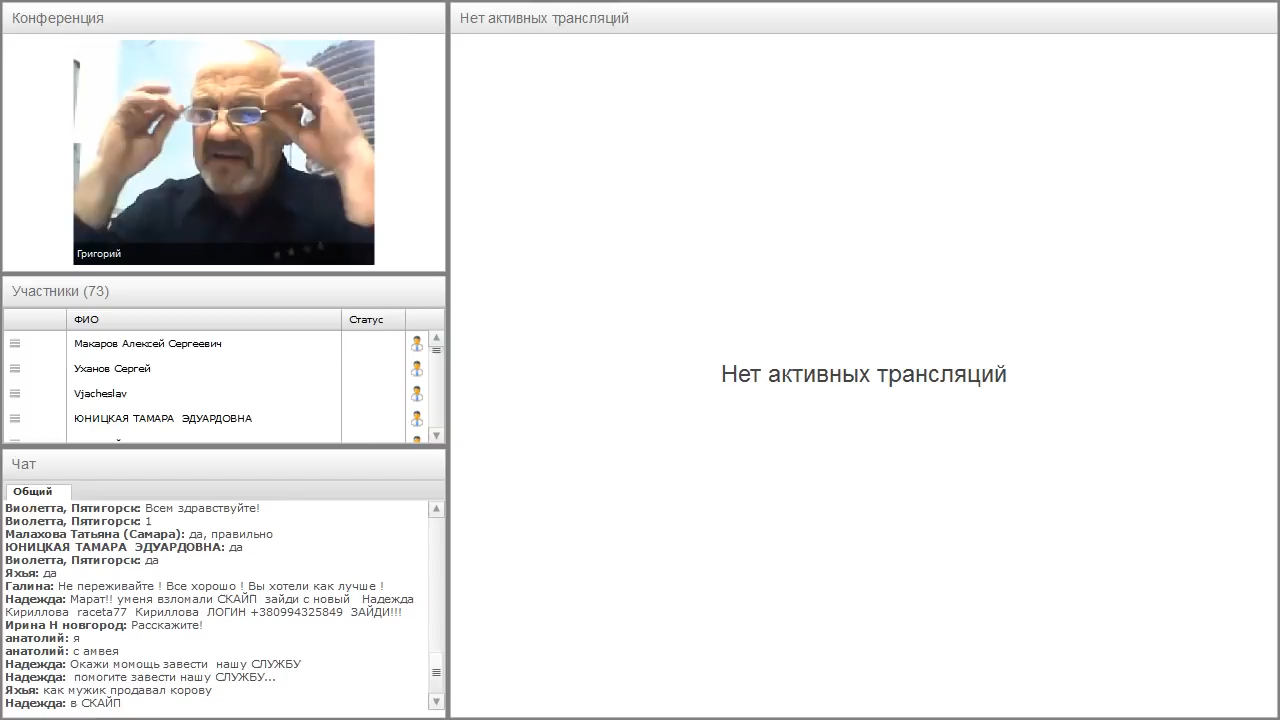 Конференция
Григорий
Участники (73)
ФИО
Статус
Макаров Алексей Сергеевич
Уханов Сергей
Vjacheslav
ЮНИЦКАЯ ТАМАРА ЭДУАРДОВНА
Чат
Общий
Виолетта, Пятигорск: Всем здравствуйте!
Виолетта, Пятигорск: 1
Малахова Татьяна (Самара): да, правильно
ЮНИЦКАЯ ТАМАРА ЭДУАРДОВНА: да
Виолетта, Пятигорск: да
Яхья: да
Галина: Не переживайте ! Все хорошо ! Вы хотели как лучше !
Надежда: Марат!! уменя взломали СКАЙП зайди с новый Надежда
Кириллова raceta77 Кириллова ЛОГИН +380994325849 ЗАЙДИ!!!
Ирина Н новгород: Расскажите!
анатолий: я
анатолий: с амвея
Надежда: Окажи момощь завести нашу СЛУЖБУ
Надежда: помогите завести нашу СЛУЖБУ...
Яхья: как мужик продавал корову
Надежда: в СКАЙП
Нет активных трансляций
Нет активных трансляций